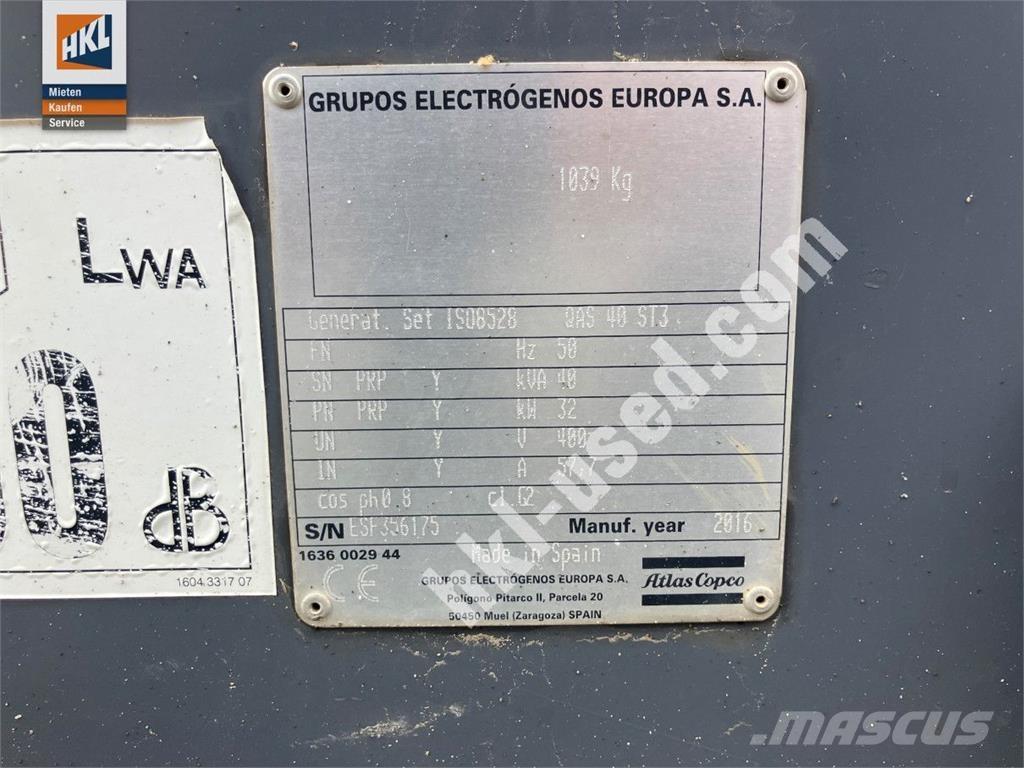 HKL
Mieten
Kaufen
Service
LWA
0
dB
1604 3317 07
GRUPOS ELECTRÓGENOS EUROPA S.A.
1039 Kg
Generat. Set ISO8528 QAS 40 ST3
FN Hz 50
SN PRP Y kVA 40
PN PRP Y kW 32
UN Y V 400
IN Y A 57,7
cos ph0.8 cl G2
S/N ESF356175 Manuf. year 2016
1636 0029 44 Made in Spain
CE
GRUPOS ELECTRÓGENOS EUROPA S.A.
Polígono Pitarco II, Parcela 20
50450 Muel (Zaragoza) SPAIN
Atlas Copco
hkl-used.com
MASCUS